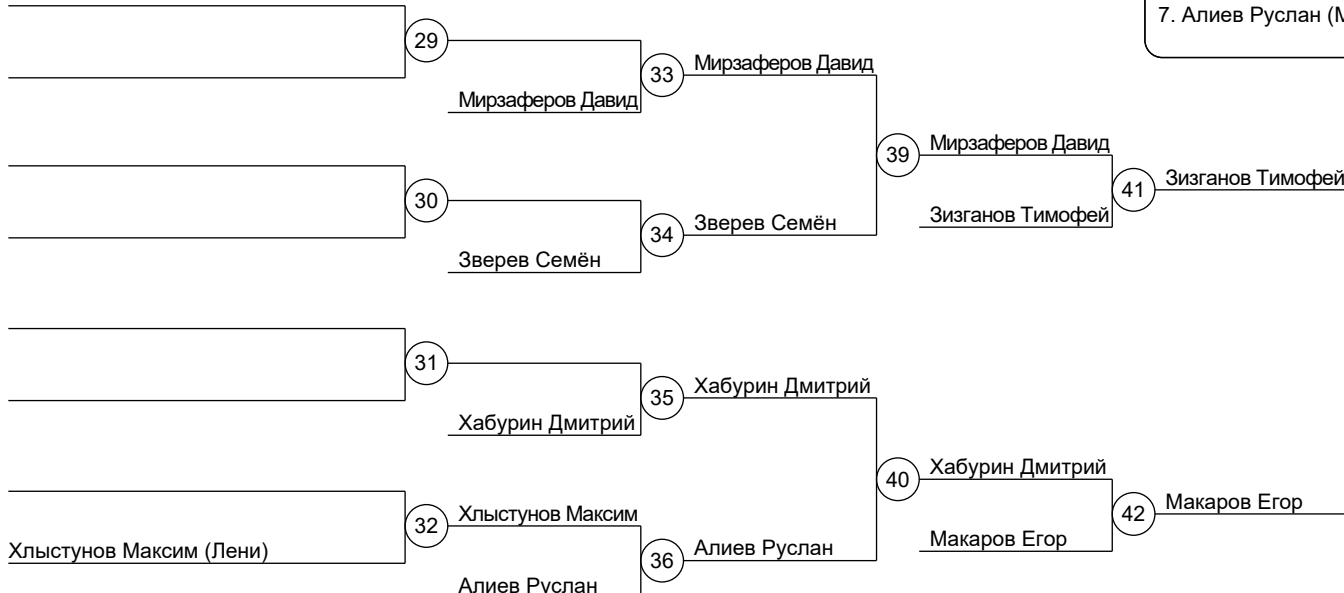 7. Алиев Руслан (М
29
33
Мирзаферов Давид
Мирзаферов Давид
39
Мирзаферов Давид
41
Зизганов Тимофей
30
34
Зверев Семён
Зизганов Тимофей
Зверев Семён
31
35
Хабурин Дмитрий
Хабурин Дмитрий
40
Хабурин Дмитрий
42
Макаров Егор
32
Хлыстунов Максим
Макаров Егор
Хлыстунов Максим (Лени)
36
Алиев Руслан
Алиев Руслан